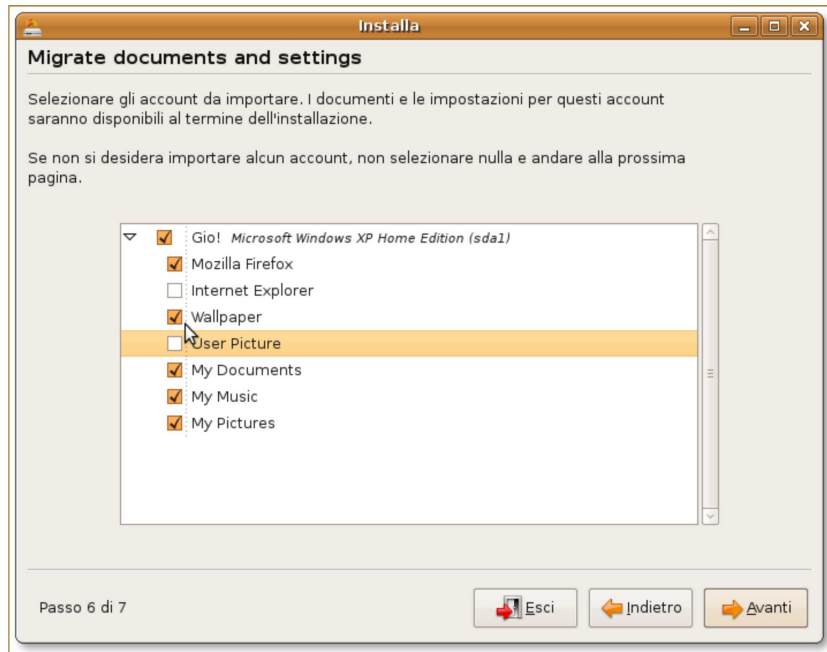 Installa
Migrate documents and settings
Selezionare gli account da importare. I documenti e le impostazioni per questi account
saranno disponibili al termine dell'installazione.
Se non si desidera importare alcun account, non selezionare nulla e andare alla prossima
pagina.
Gio! Microsoft Windows XP Home Edition (sda1)
Mozilla Firefox
Internet Explorer
Wallpaper
User Picture
My Documents
My Music
My Pictures
Passo 6 di 7
Esci
Indietro
Avanti